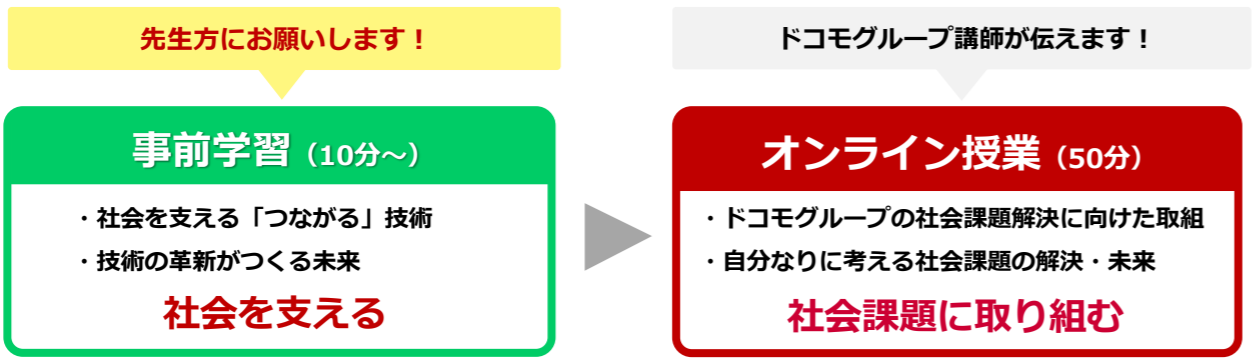 先生方にお願いします！
事前学習（10分～）
・社会を支える「つながる」技術
・技術の革新がつくる未来
社会を支える
ドコモグループ講師が伝えます！
オンライン授業（50分）
・ドコモグループの社会課題解決に向けた取組
・自分なりに考える社会課題の解決・未来
社会課題に取り組む